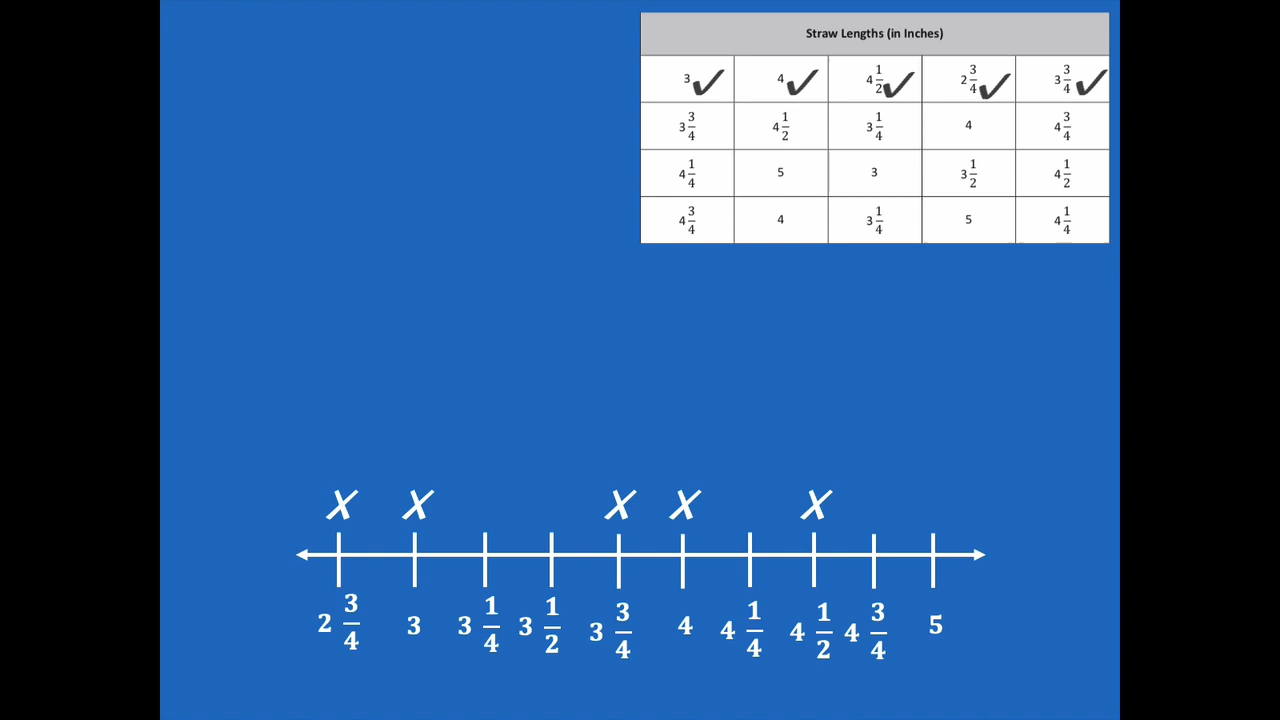 Straw Lengths (in Inches)
3 ✓ 4 ✓ 4 1/2 ✓ 2 3/4 ✓ 3 3/4 ✓
3 3/4 4 1/2 3 1/4 4 4 3/4
4 1/4 5 3 3 1/2 4 1/2
4 3/4 4 3 1/4 5 4 1/4
X X X X X
2 3/4 3 3 1/4 3 1/2 3 3/4 4 4 1/4 4 1/2 4 3/4 5